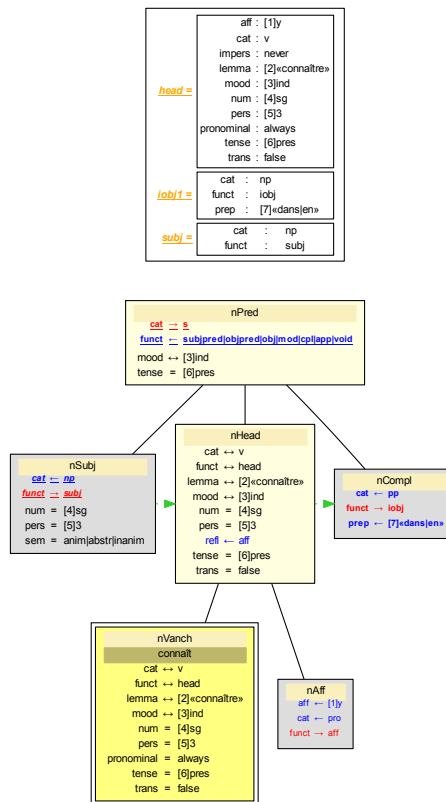 aff : [1]y
cat : v
impers : never
lemma : [2]«connaître»
head =
mood : [3]ind
num : [4]sg
pers : [5]3
pronominal : always
tense : [6]pres
trans : false
cat : np
iobj1 =
funct : iobj
prep : [7]«dans|en»
subj =
cat : np
funct : subj
nPred
cat → s
funct ← subjpred|objpred|obj|mod|cpl|app|void
mood ↔ [3]ind
tense = [6]pres
nSubj
cat ← np
funct → subj
num = [4]sg
pers = [5]3
sem = anim|abstr|inanim
nHead
cat ↔ v
funct ↔ head
lemma ↔ [2]«connaître»
mood ↔ [3]ind
num = [4]sg
pers = [5]3
refl ← aff
tense = [6]pres
trans = false
nCompl
cat ← pp
funct → iobj
prep ← [7]«dans|en»
nVanch
connaît
cat ↔ v
funct ↔ head
lemma ↔ [2]«connaître»
mood ↔ [3]ind
num = [4]sg
pers = [5]3
pronominal = always
tense = [6]pres
trans = false
nAff
aff ← [1]y
cat ← pro
funct → aff